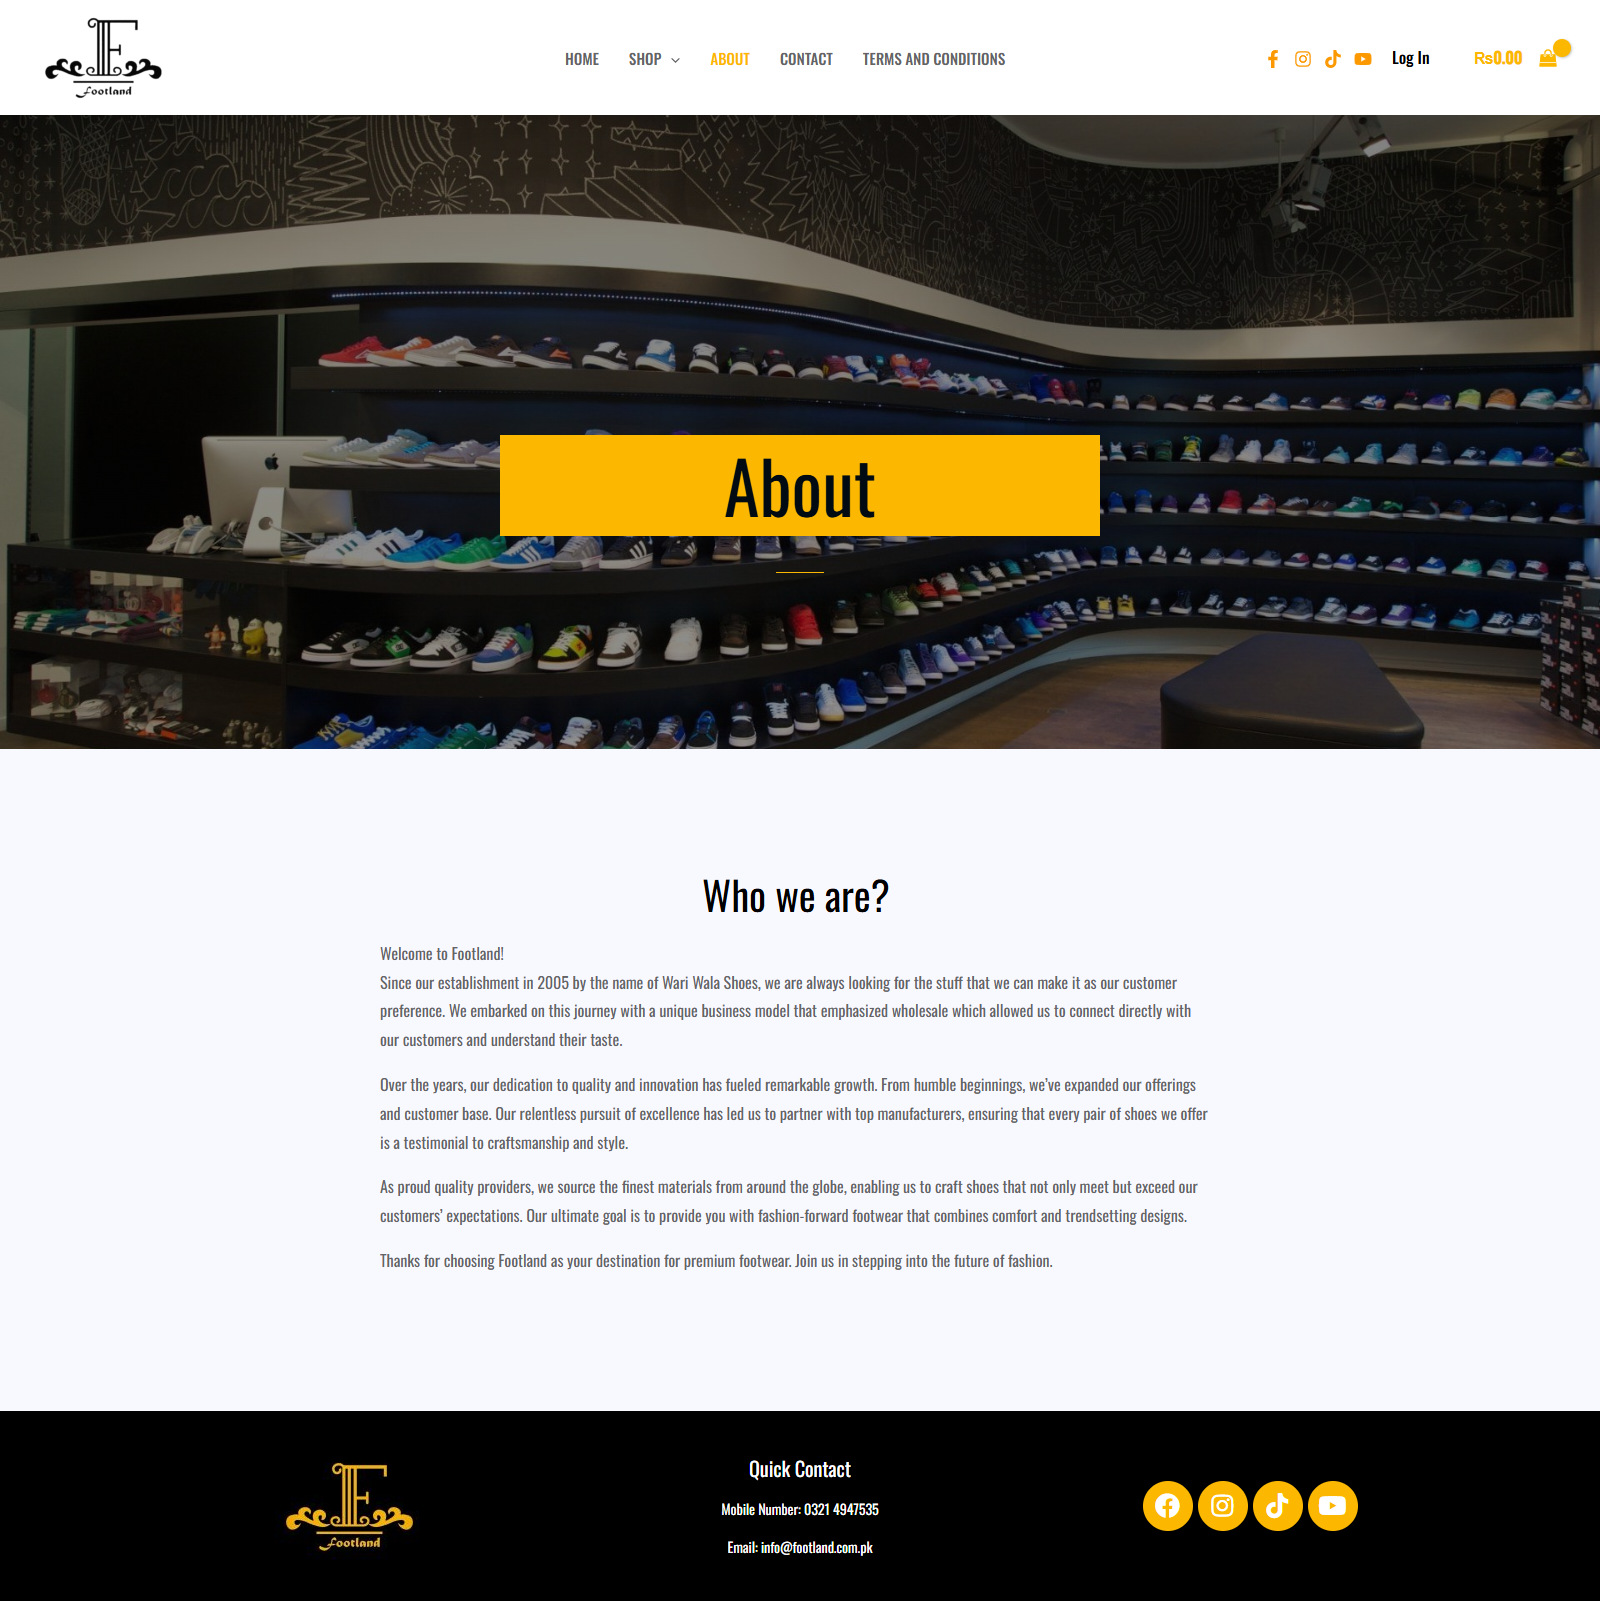 Footland
HOME SHOP ABOUT CONTACT TERMS AND CONDITIONS
Log In
₨0.00
About
Who we are?
Welcome to Footland!
Since our establishment in 2005 by the name of Wari Wala Shoes, we are always looking for the stuff that we can make it as our customer
preference. We embarked on this journey with a unique business model that emphasized wholesale which allowed us to connect directly with
our customers and understand their taste.
Over the years, our dedication to quality and innovation has fueled remarkable growth. From humble beginnings, we’ve expanded our offerings
and customer base. Our relentless pursuit of excellence has led us to partner with top manufacturers, ensuring that every pair of shoes we offer
is a testimonial to craftsmanship and style.
As proud quality providers, we source the finest materials from around the globe, enabling us to craft shoes that not only meet but exceed our
customers’ expectations. Our ultimate goal is to provide you with fashion-forward footwear that combines comfort and trendsetting designs.
Thanks for choosing Footland as your destination for premium footwear. Join us in stepping into the future of fashion.
Footland
Quick Contact
Mobile Number: 0321 4947535
Email: info@footland.com.pk